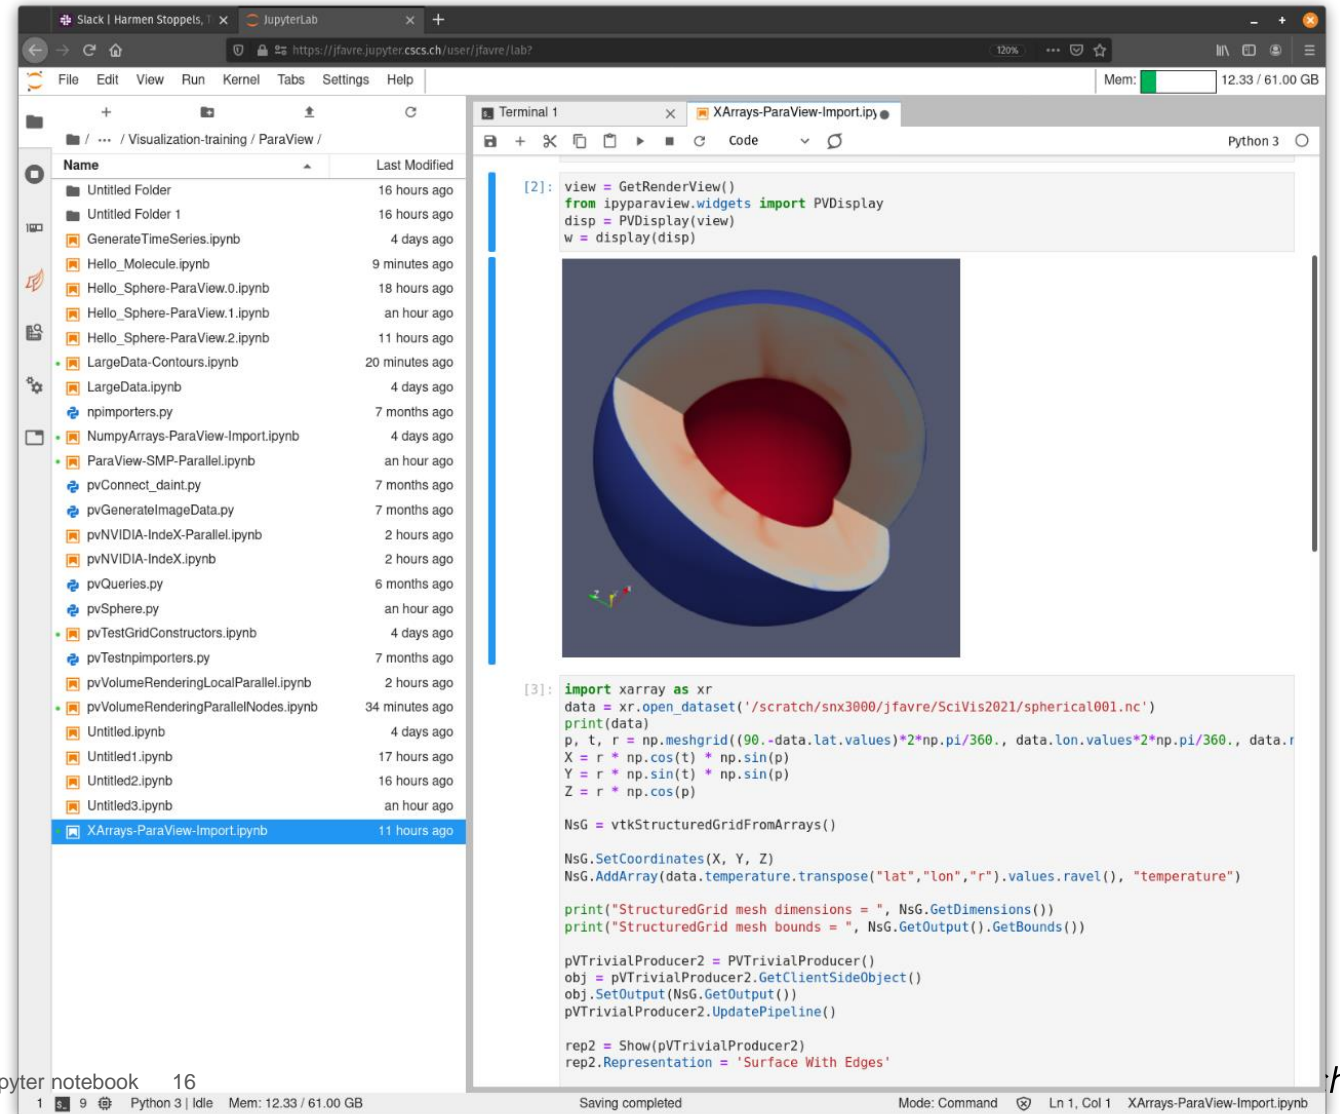 Slack | Harmen Stoppels,
JupyterLab
https://jfavre.jupyter.cscs.ch/user/jfavre/lab?
120%
File Edit View Run Kernel Tabs Settings Help
Mem: 12.33 / 61.00 GB
/ ··· / Visualization-training / ParaView /
Name Last Modified
Untitled Folder 16 hours ago
Untitled Folder 1 16 hours ago
GenerateTimeSeries.ipynb 4 days ago
Hello_Molecule.ipynb 9 minutes ago
Hello_Sphere-ParaView.0.ipynb 18 hours ago
Hello_Sphere-ParaView.1.ipynb an hour ago
Hello_Sphere-ParaView.2.ipynb 11 hours ago
LargeData-Contours.ipynb 20 minutes ago
LargeData.ipynb 4 days ago
npimporters.py 7 months ago
NumpyArrays-ParaView-Import.ipynb 4 days ago
ParaView-SMP-Parallel.ipynb an hour ago
pvConnect_daint.py 7 months ago
pvGenerateImageData.py 7 months ago
pvNVIDIA-IndeX-Parallel.ipynb 2 hours ago
pvNVIDIA-IndeX.ipynb 2 hours ago
pvQueries.py 6 months ago
pvSphere.py an hour ago
pvTestGridConstructors.ipynb 4 days ago
pvTestnpimporters.py 7 months ago
pvVolumeRenderingLocalParallel.ipynb 2 hours ago
pvVolumeRenderingParallelNodes.ipynb 34 minutes ago
Untitled.ipynb 4 days ago
Untitled1.ipynb 17 hours ago
Untitled2.ipynb 16 hours ago
Untitled3.ipynb an hour ago
XArrays-ParaView-Import.ipynb 11 hours ago
Terminal 1
XArrays-ParaView-Import.ipy
Code
Python 3
[2]: view = GetRenderView()
from ipyparaview.widgets import PVDisplay
disp = PVDisplay(view)
w = display(disp)
[3]: import xarray as xr
data = xr.open_dataset('/scratch/snx3000/jfavre/SciVis2021/spherical001.nc')
print(data)
p, t, r = np.meshgrid((90.-data.lat.values)*2*np.pi/360., data.lon.values*2*np.pi/360., data.r
X = r * np.cos(t) * np.sin(p)
Y = r * np.sin(t) * np.sin(p)
Z = r * np.cos(p)
NsG = vtkStructuredGridFromArrays()
NsG.SetCoordinates(X, Y, Z)
NsG.AddArray(data.temperature.transpose("lat","lon","r").values.ravel(), "temperature")
print("StructuredGrid mesh dimensions = ", NsG.GetDimensions())
print("StructuredGrid mesh bounds = ", NsG.GetOutput().GetBounds())
pVTrivialProducer2 = PVTrivialProducer()
obj = pVTrivialProducer2.GetClientSideObject()
obj.SetOutput(NsG.GetOutput())
pVTrivialProducer2.UpdatePipeline()
rep2 = Show(pVTrivialProducer2)
rep2.Representation = 'Surface With Edges'
pyter notebook 16
1 9 Python 3 | Idle Mem: 12.33 / 61.00 GB Saving completed Mode: Command Ln 1, Col 1 XArrays-ParaView-Import.ipynb